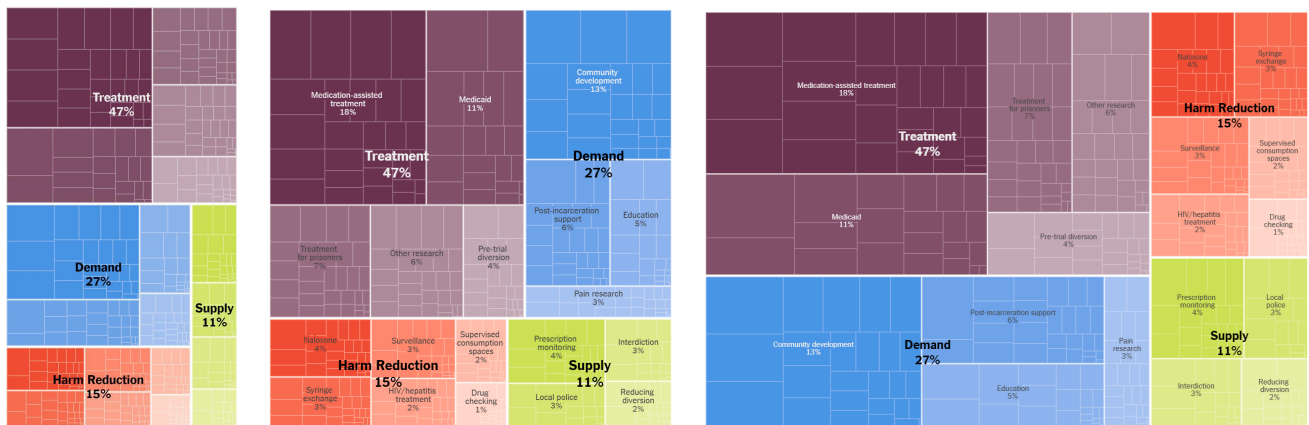 Treatment
47%
Demand
27%
Supply
11%
Harm Reduction
15%
Medication-assisted
treatment
18%
Medicaid
11%
Treatment
47%
Treatment
for prisoners
7%
Other research
6%
Pre-trial
diversion
4%
Community
development
13%
Demand
27%
Post-incarceration
support
6%
Education
5%
Pain research
3%
Naloxone
4%
Surveillance
3%
Supervised
consumption
spaces
2%
Harm Reduction
15%
Syringe
exchange
3%
HIV/hepatitis
treatment
2%
Drug
checking
1%
Prescription
monitoring
4%
Interdiction
3%
Supply
11%
Local police
3%
Reducing
diversion
2%
Medication-assisted treatment
18%
Treatment
47%
Medicaid
11%
Treatment
for prisoners
7%
Other research
6%
Pre-trial diversion
4%
Community development
13%
Demand
27%
Post-incarceration support
6%
Education
5%
Pain
research
3%
Naloxone
4%
Syringe
exchange
3%
Harm Reduction
15%
Surveillance
3%
Supervised
consumption
spaces
2%
HIV/hepatitis
treatment
2%
Drug
checking
1%
Prescription
monitoring
4%
Local
police
3%
Supply
11%
Interdiction
3%
Reducing
diversion
2%